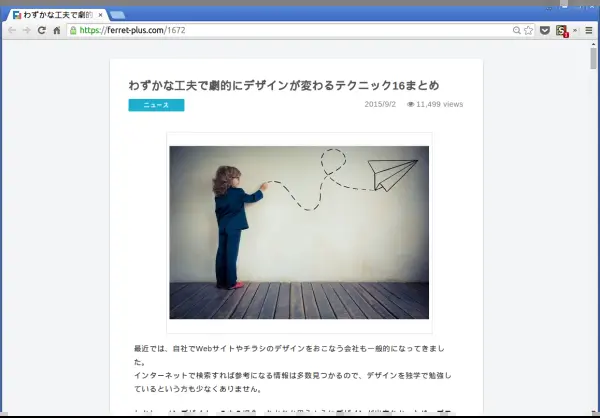 わずかな工夫で劇的
https://ferret-plus.com/1672
わずかな工夫で劇的にデザインが変わるテクニック16まとめ
ニュース
2015/9/2 11,499 views
最近では、自社でWebサイトやチラシのデザインをおこなう会社も一般的になってきまし
た。
インターネットで検索すれば参考になる情報は多数見つかるので、デザインを独学で勉強し
ているという方も少なくありません。